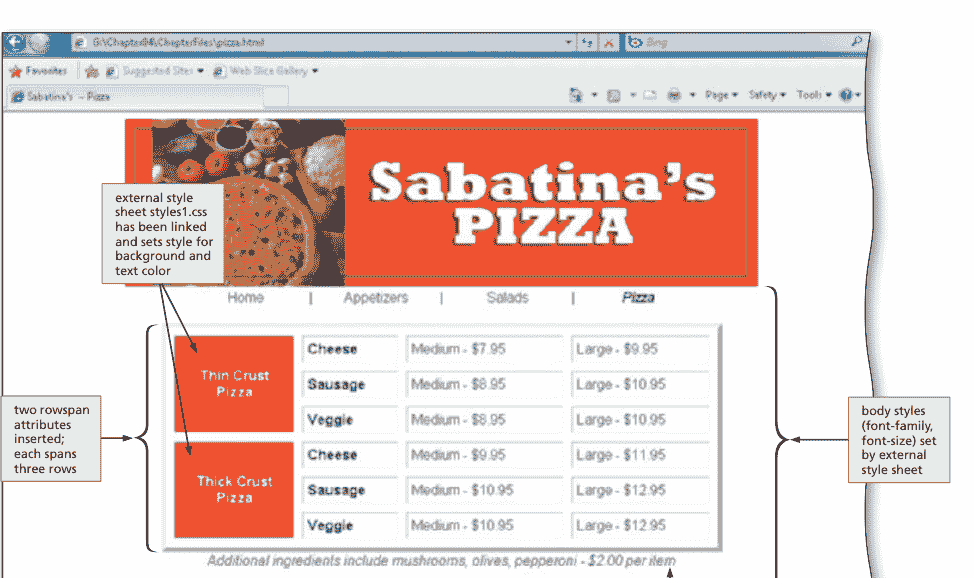 G:\Chapter04\ChapterFiles\pizza.html
Bing
Favorites
Suggested Sites
Web Slice Gallery
Sabatina's - Pizza
Page
Safety
Tools
Sabatina's
PIZZA
external style
sheet styles1.css
has been linked
and sets style for
background and
text color
Home | Appetizers | Salads | Pizza
Thin Crust
Pizza
Cheese Medium - $7.95 Large - $9.95
Sausage Medium - $8.95 Large - $10.95
Veggie Medium - $8.95 Large - $10.95
Thick Crust
Pizza
Cheese Medium - $9.95 Large - $11.95
Sausage Medium - $10.95 Large - $12.95
Veggie Medium - $10.95 Large - $12.95
two rowspan
attributes
inserted;
each spans
three rows
body styles
(font-family,
font-size) set
by external
style sheet
Additional ingredients include mushrooms, olives, pepperoni - $2.00 per item